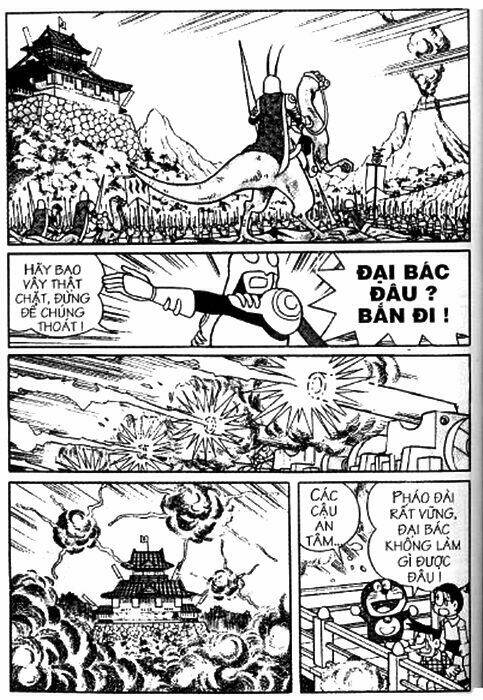 HÃY BAO
VÂY THẬT
CHẶT, ĐỪNG
ĐỂ CHÚNG
THOÁT !
ĐẠI BÁC
ĐÂU ?
BẮN ĐI !
CÁC
CẬU
AN
TÂM...
PHÁO ĐÀI
RẤT VỮNG,
ĐẠI BÁC
KHÔNG LÀM
GÌ ĐƯỢC
ĐÂU !